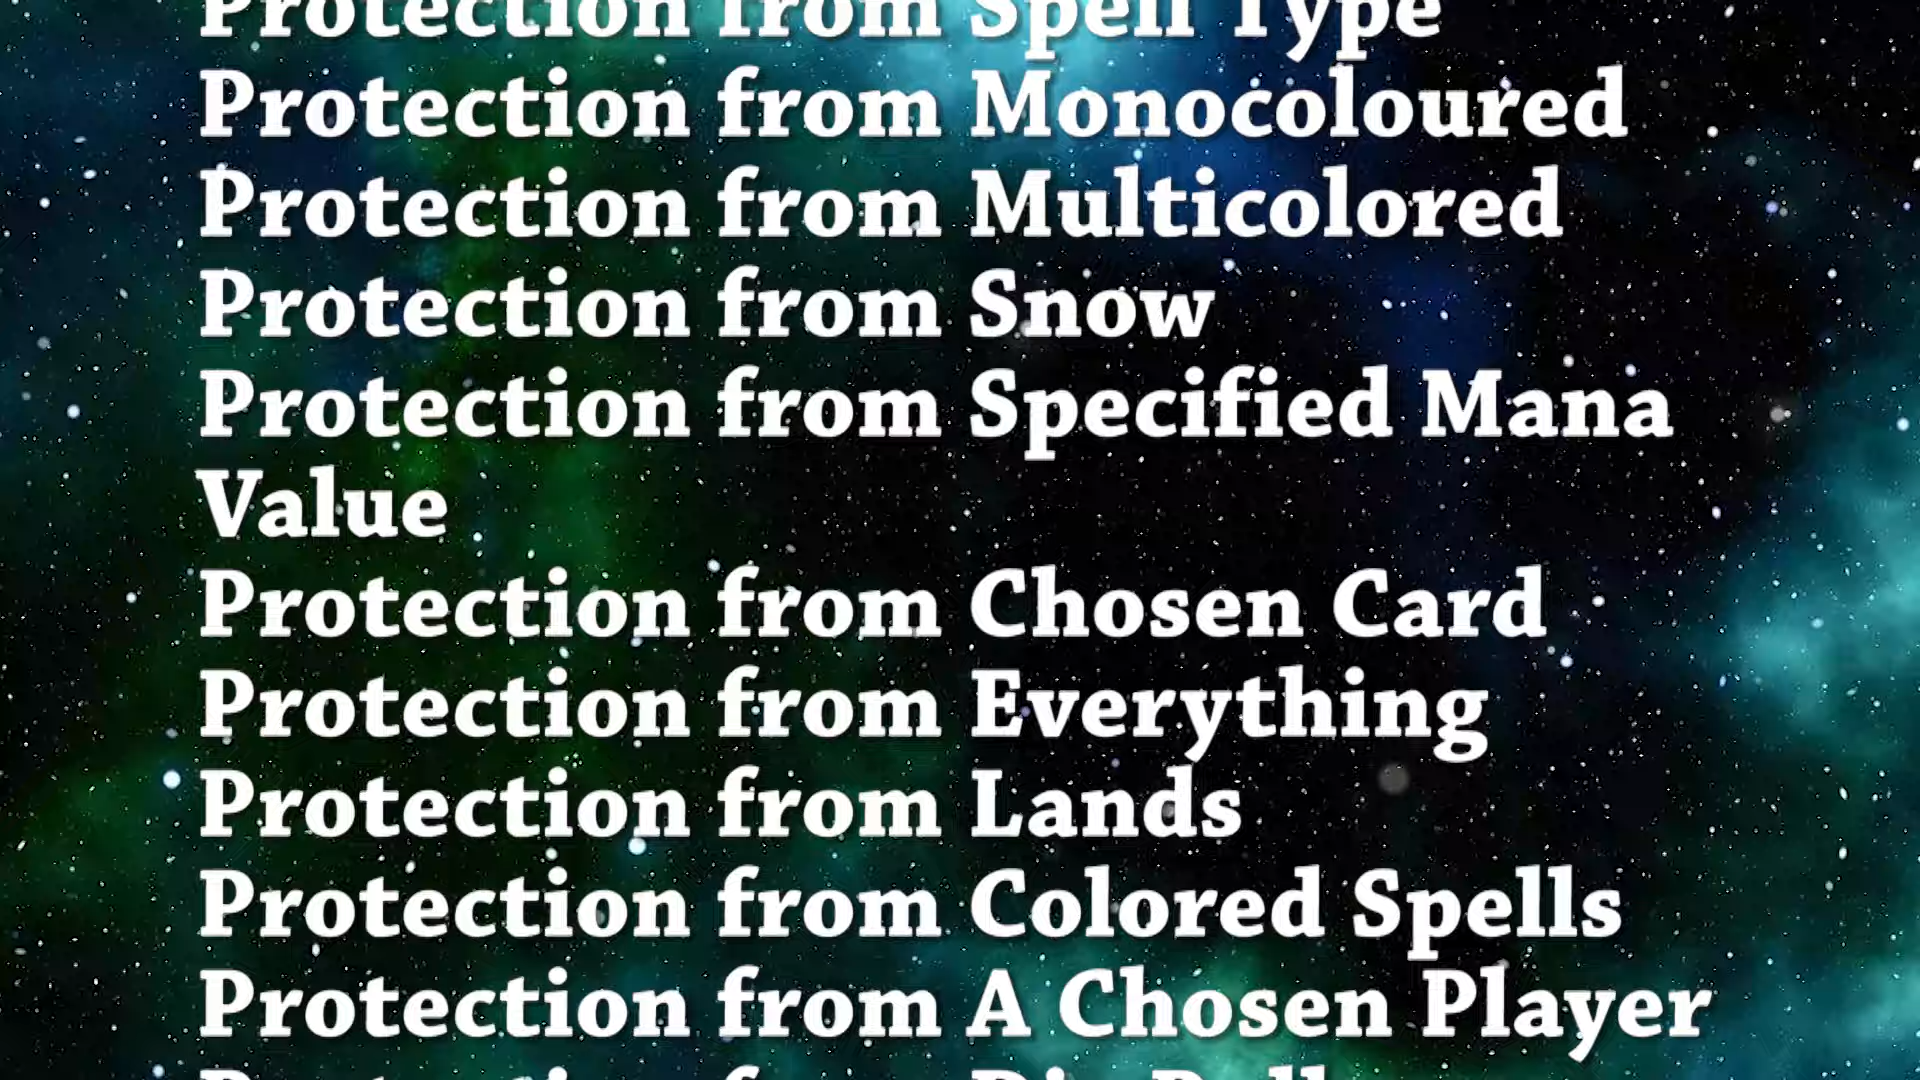 Protection from Spell Type
Protection from Monocoloured
Protection from Multicolored
Protection from Snow
Protection from Specified Mana
Value
Protection from Chosen Card
Protection from Everything
Protection from Lands
Protection from Colored Spells
Protection from A Chosen Player